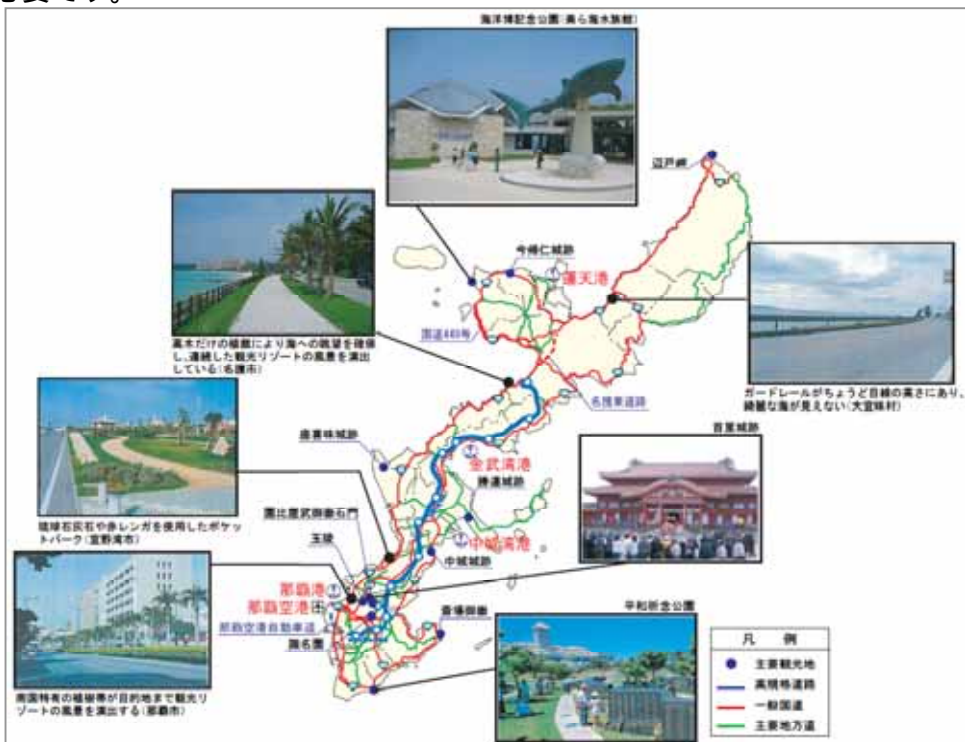 海洋博記念公園(美ら海水族館)
辺戸岬
今帰仁城跡
運天港
国道449号
高木だけの植樹により海への眺望を確保
し、連続した観光リゾートの風景を演出
している(名護市)
ガードレールがちょうど目線の高さにあり、
綺麗な海が見えない(大宜味村)
名護東道路
座喜味城跡
首里城跡
金武湾港
勝連城跡
琉球石灰石や赤レンガを使用したポケッ
トパーク(宜野湾市)
園比屋武御嶽石門
中城湾港
玉陵
中城城跡
那覇港
那覇空港
斎場御嶽
平和祈念公園
那覇空港自動車道
識名園
凡 例
主要観光地
高規格道路
一般国道
主要地方道
南国特有の植樹帯が目的地まで観光リ
ゾートの風景を演出する(那覇市)